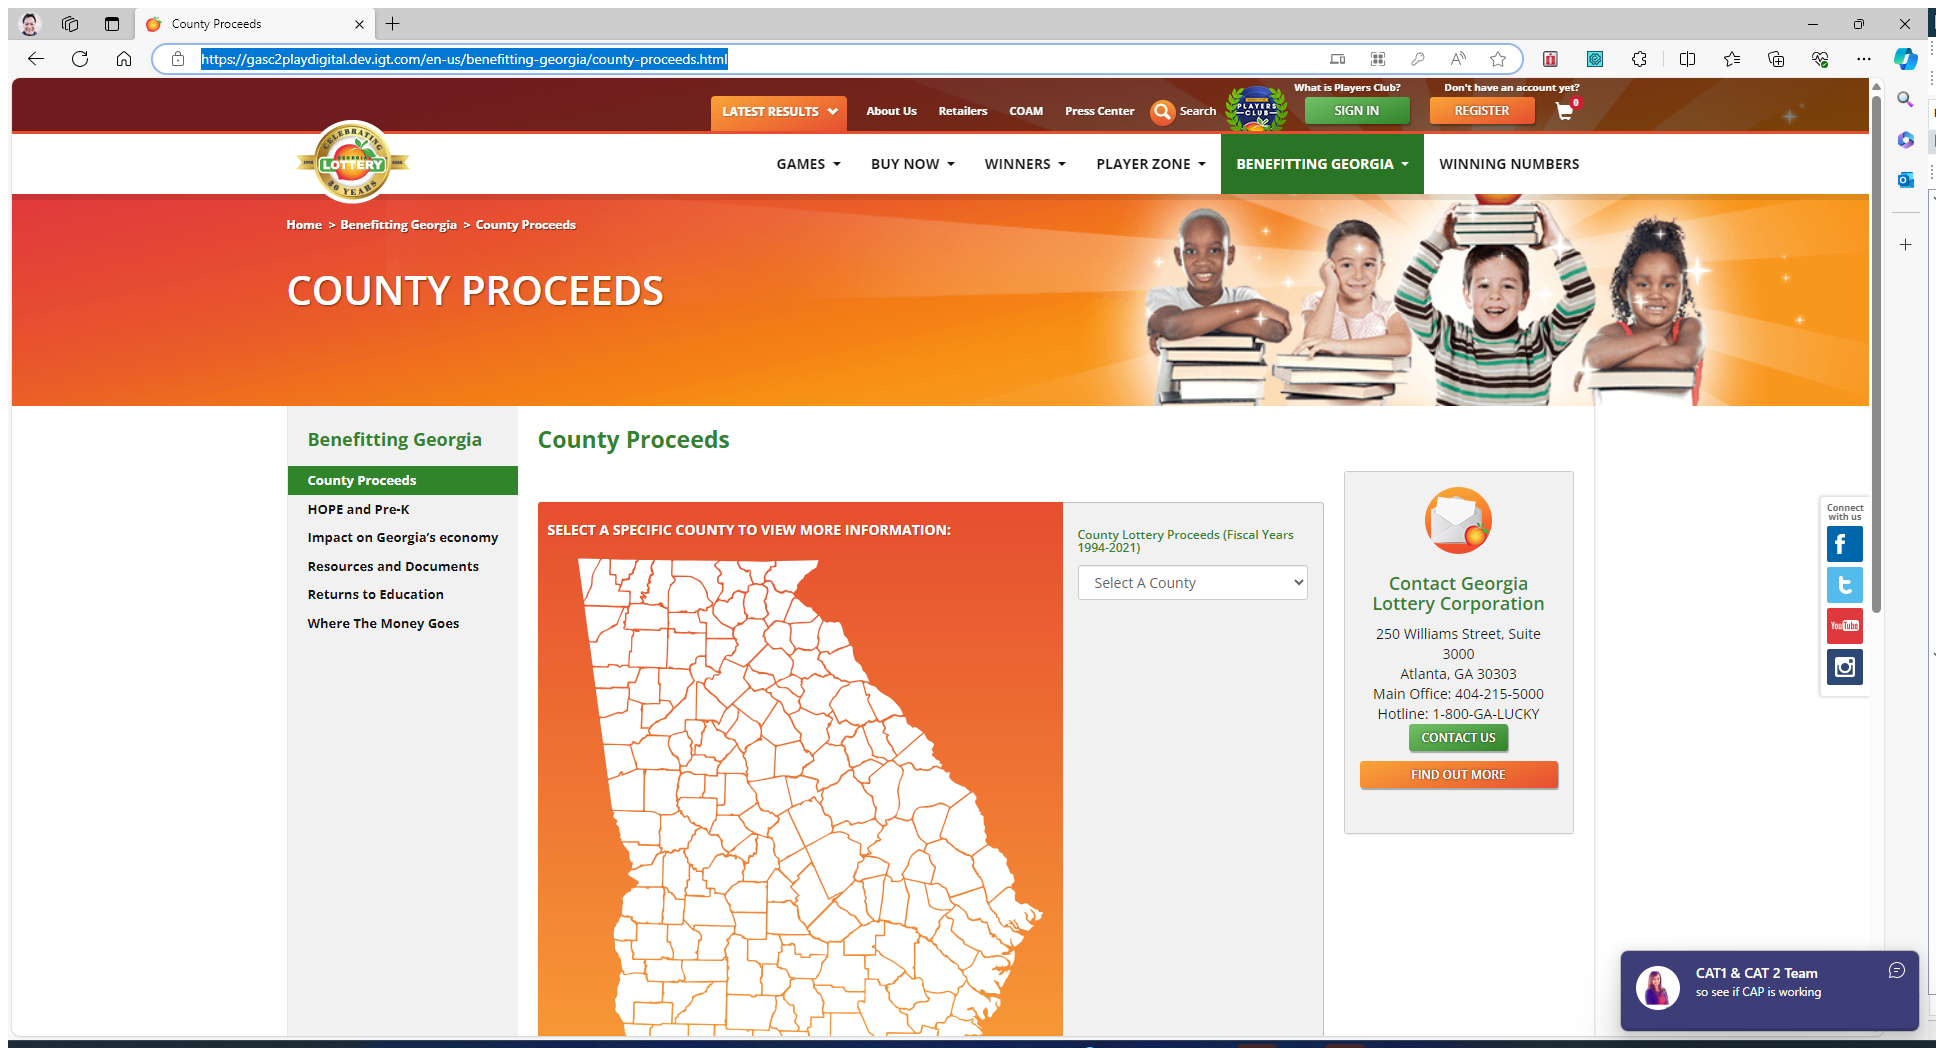 County Proceeds
https://gasc2playdigital.dev.igt.com/en-us/benefitting-georgia/county-proceeds.html
What is Players Club?
Don't have an account yet?
LATEST RESULTS
About Us
Retailers
COAM
Press Center
Search
PLAYERS
CLUB
SIGN IN
REGISTER
0
CELEBRATING
GEORGIA
LOTTERY
30 YEARS
GAMES
BUY NOW
WINNERS
PLAYER ZONE
BENEFITTING GEORGIA
WINNING NUMBERS
Home > Benefitting Georgia > County Proceeds
COUNTY PROCEEDS
Benefitting Georgia
County Proceeds
HOPE and Pre-K
Impact on Georgia’s economy
Resources and Documents
Returns to Education
Where The Money Goes
County Proceeds
SELECT A SPECIFIC COUNTY TO VIEW MORE INFORMATION:
County Lottery Proceeds (Fiscal Years
1994-2021)
Select A County
Contact Georgia
Lottery Corporation
250 Williams Street, Suite
3000
Atlanta, GA 30303
Main Office: 404-215-5000
Hotline: 1-800-GA-LUCKY
CONTACT US
FIND OUT MORE
Connect
with us
You Tube
CAT1 & CAT 2 Team
so see if CAP is working